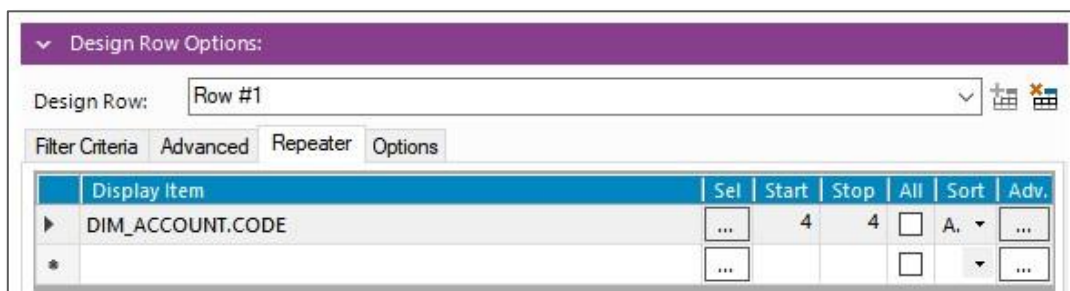 Design Row Options:
Design Row: Row #1
Filter Criteria Advanced Repeater Options
Display Item Sel Start Stop All Sort Adv.
DIM_ACCOUNT.CODE ... 4 4 A. ...
* ... ...